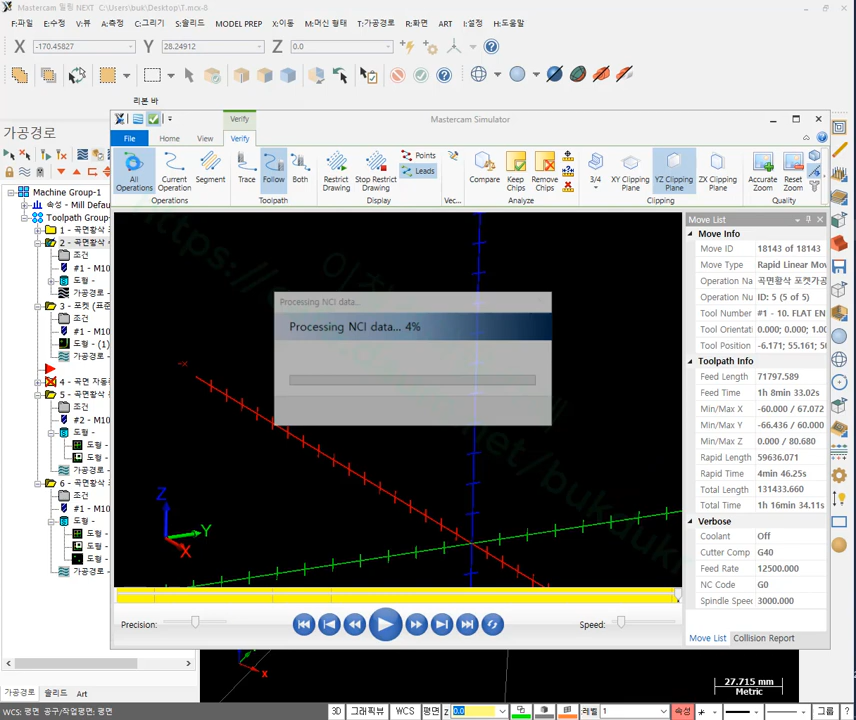 Mastercam 밀링 NEXT  C:\Users\buk\Desktop\T.mcx-8
F:파일 E:수정 V:뷰 A:측정 C:그리기 S:솔리드 MODEL PREP X:이동 M:머신 형태 T:가공경로 R:화면 ART I:설정 H:도움말
X -170.45827 Y 28.24912 Z 0.0
리본 바
가공경로
Mastercam Simulator
Verify
File Home View Verify
All Operations
Current Operation
Segment
Trace
Follow
Both
Restrict Drawing
Stop Restrict Drawing
Points
Leads
Vec...
Compare
Keep Chips
Remove Chips
3/4
XY Clipping Plane
YZ Clipping Plane
ZX Clipping Plane
Accurate Zoom
Reset Zoom
Operations
Toolpath
Display
Analyze
Clipping
Quality
Machine Group-1
속성 - Mill Defau
Toolpath Group-
1 - 곡면황삭
2 - 곡면황삭
조건
#1 - M10
도형 -
가공경로
3 - 포켓 (표준
조건
#1 - M10
도형 - (1)
가공경로
4 - 곡면 자동
5 - 곡면황삭
조건
#2 - M10
도형 -
도형 -
도형 -
가공경로
6 - 곡면황삭
조건
#1 - M10
도형 -
도형 -
도형 -
도형 -
가공경로
-x
Processing NCI data...
Processing NCI data... 4%
Z
Y
X
Move List
Move Info
Move ID 18143 of 18143
Move Type Rapid Linear Mov
Operation Na 곡면황삭 포켓가공
Operation Nu ID: 5 (5 of 5)
Tool Number #1 - 10. FLAT EN
Tool Orientati 0.000; 0.000; 1.00
Tool Position -6.171; 55.161; 50
Toolpath Info
Feed Length 71797.589
Feed Time 1h 8min 33.02s
Min/Max X -60.000 / 67.072
Min/Max Y -66.436 / 60.000
Min/Max Z 0.000 / 80.680
Rapid Length 59636.071
Rapid Time 4min 46.25s
Total Length 131433.660
Total Time 1h 16min 34.11s
Verbose
Coolant Off
Cutter Comp G40
Feed Rate 12500.000
NC Code G0
Spindle Speed 3000.000
Move List Collision Report
Precision:
Speed:
x
27.715 mm
Metric
가공경로 솔리드 Art
WCS: 평면 공구/작업평면: 평면
3D 그래픽뷰 WCS 평면 Z 0.0 레벨 1 속성 그룹 ?